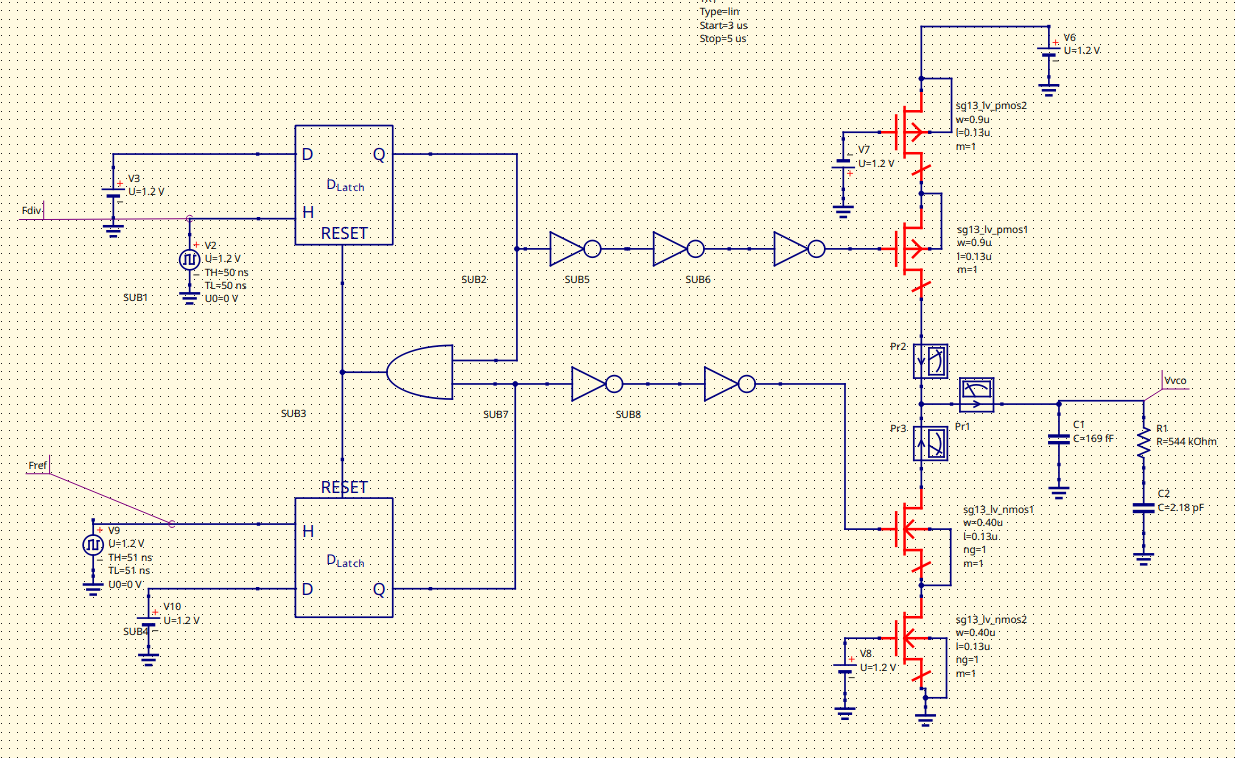 Type=lin
Start=3 us
Stop=5 us
V6
U=1.2 V
sg13_lv_pmos2
w=0.9u
l=0.13u
m=1
V7
U=1.2 V
D
Q
DLatch
H
RESET
V3
U=1.2 V
Fdiv
V2
U=1.2 V
TH=50 ns
TL=50 ns
U0=0 V
SUB1
SUB2
SUB5
SUB6
sg13_lv_pmos1
w=0.9u
l=0.13u
m=1
Pr2
Pr1
Pr3
Vvco
SUB3
SUB7
SUB8
C1
C=169 fF
R1
R=544 kOhm
C2
C=2.18 pF
Fref
RESET
H
DLatch
D
Q
V9
U=1.2 V
TH=51 ns
TL=51 ns
U0=0 V
V10
U=1.2 V
SUB4
sg13_lv_nmos1
w=0.40u
l=0.13u
ng=1
m=1
sg13_lv_nmos2
w=0.40u
l=0.13u
ng=1
m=1
V8
U=1.2 V